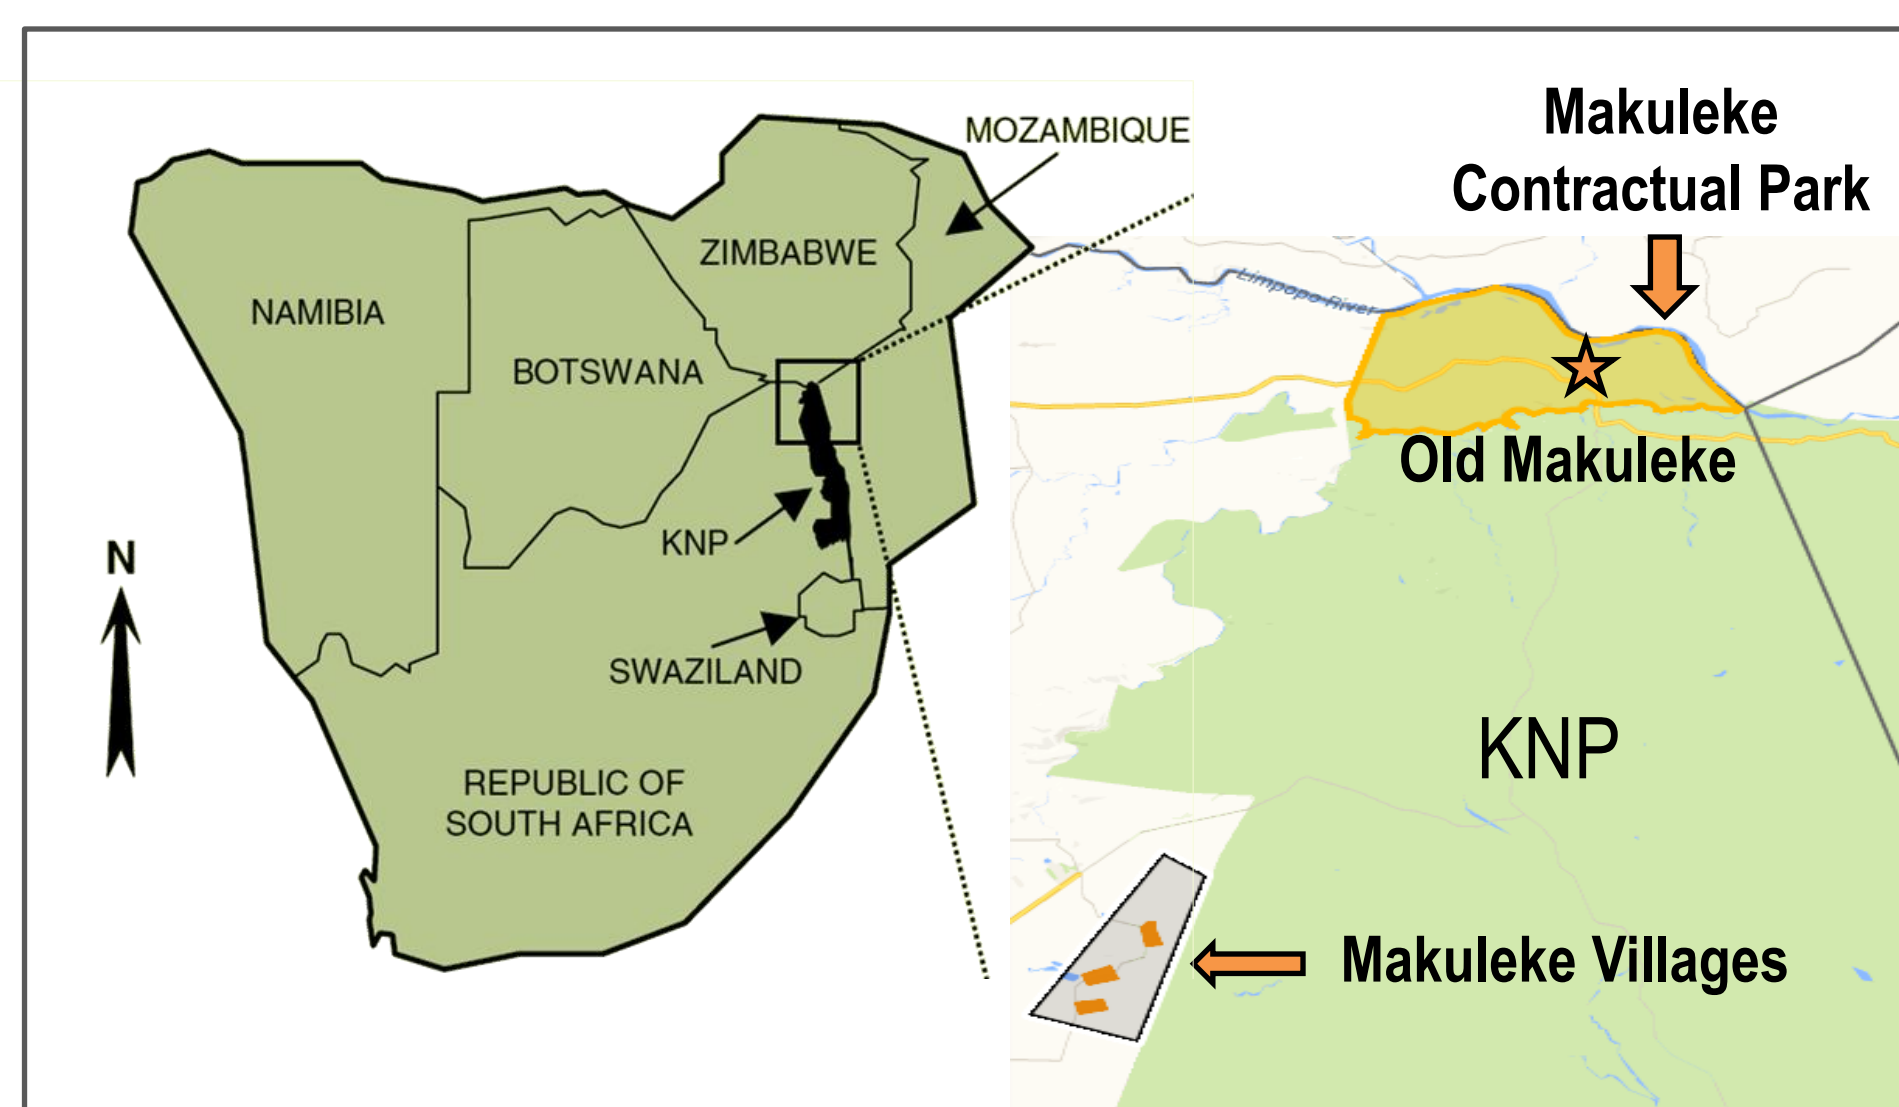 MOZAMBIQUE
ZIMBABWE
NAMIBIA
BOTSWANA
KNP
N
SWAZILAND
REPUBLIC OF
SOUTH AFRICA
Makuleke
Contractual Park
Limpopo River
Old Makuleke
KNP
Makuleke Villages